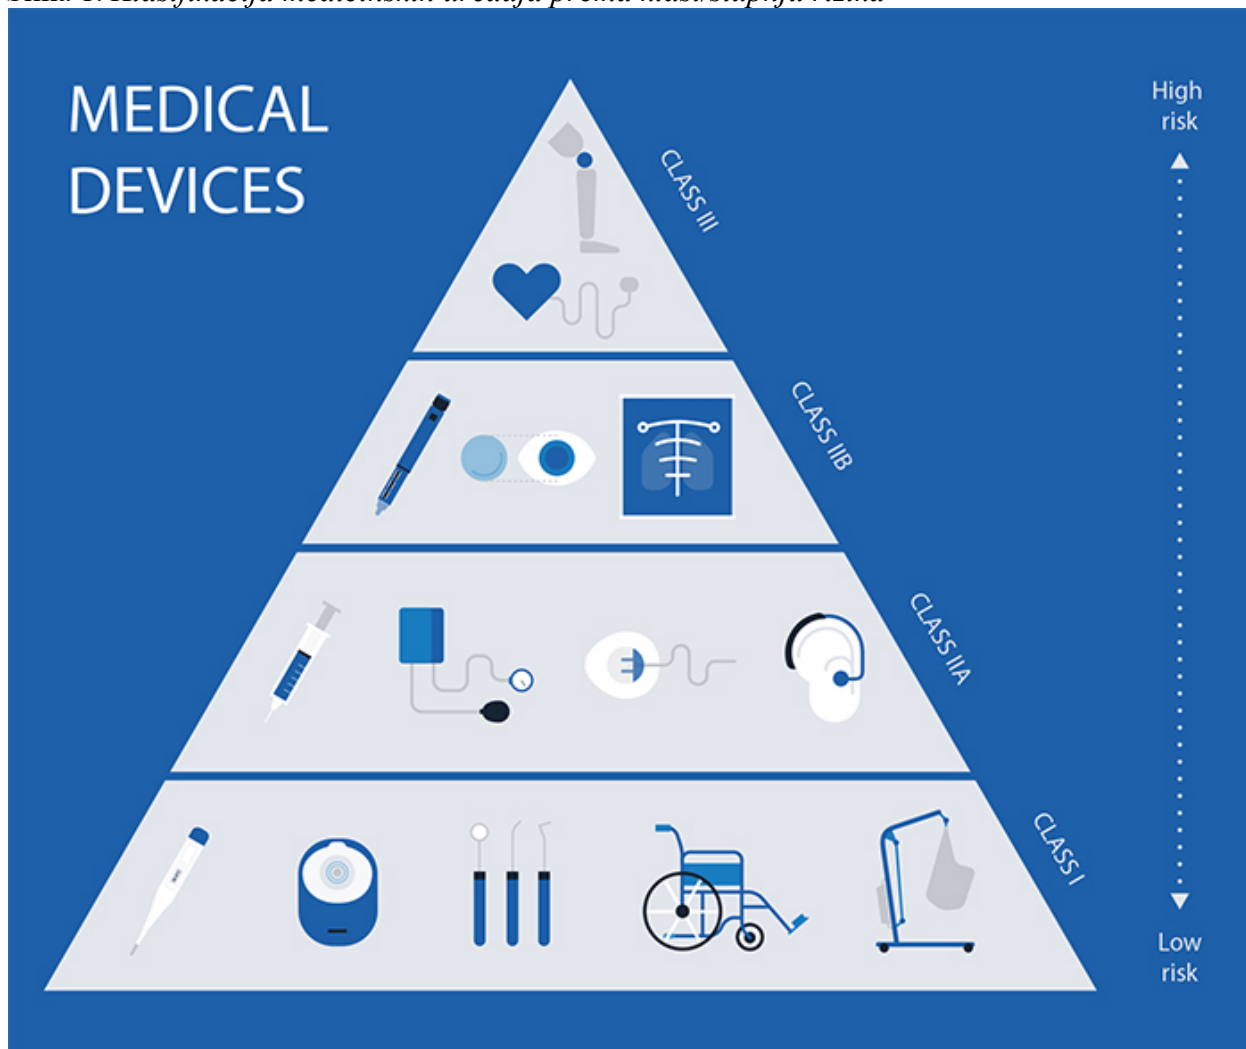 MEDICAL
DEVICES
High
risk
CLASS III
CLASS IIB
CLASS IIA
CLASS I
Low
risk